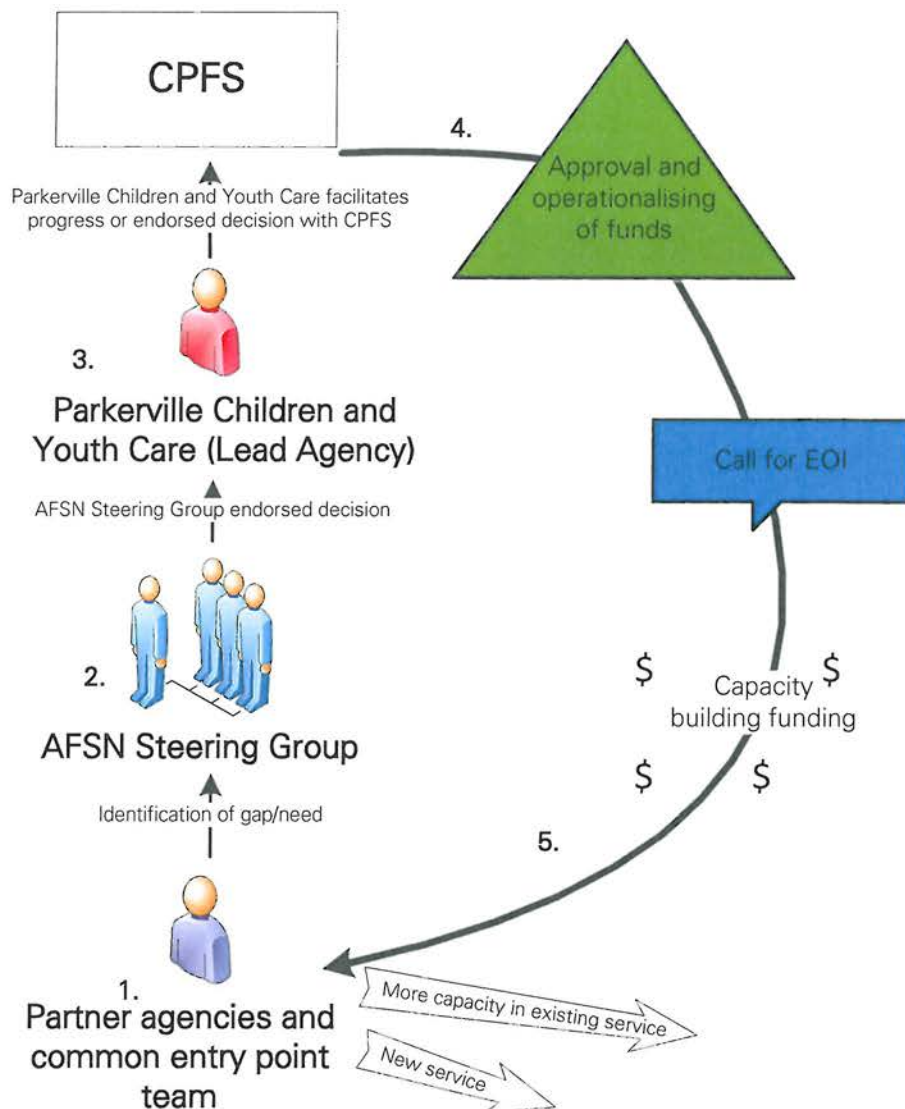 CPFS
4.
Approval and
operationalising
of funds
Parkerville Children and Youth Care facilitates
progress or endorsed decision with CPFS
3.
Parkerville Children and
Youth Care (Lead Agency)
Call for EOI
AFSN Steering Group endorsed decision
2.
AFSN Steering Group
$ $
Capacity
building funding
$ $
Identification of gap/need
5.
1.
Partner agencies and
common entry point
team
More capacity in existing service
New service